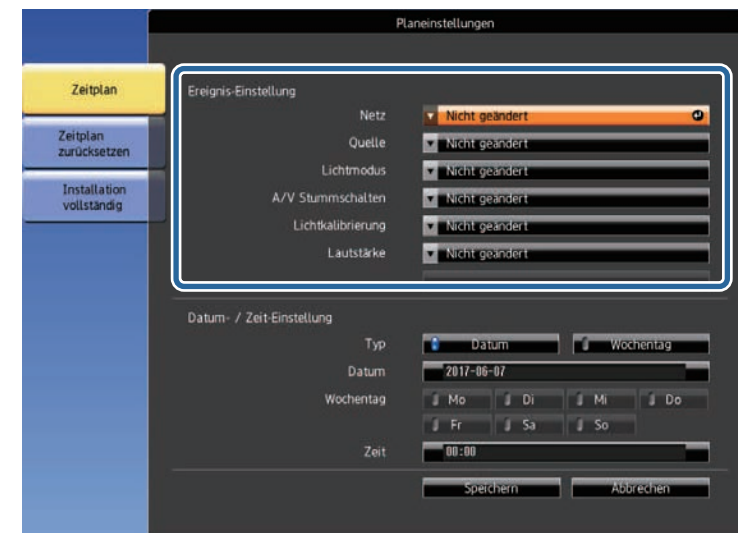 Planeinstellungen
Zeitplan
Zeitplan
zurücksetzen
Installation
vollständig
Ereignis-Einstellung
Netz Nicht geändert
Quelle Nicht geändert
Lichtmodus Nicht geändert
A/V Stummschalten Nicht geändert
Lichtkalibrierung Nicht geändert
Lautstärke Nicht geändert
Datum- / Zeit-Einstellung
Typ Datum Wochentag
Datum 2017-06-07
Wochentag Mo Di Mi Do
Fr Sa So
Zeit 00:00
Speichern Abbrechen